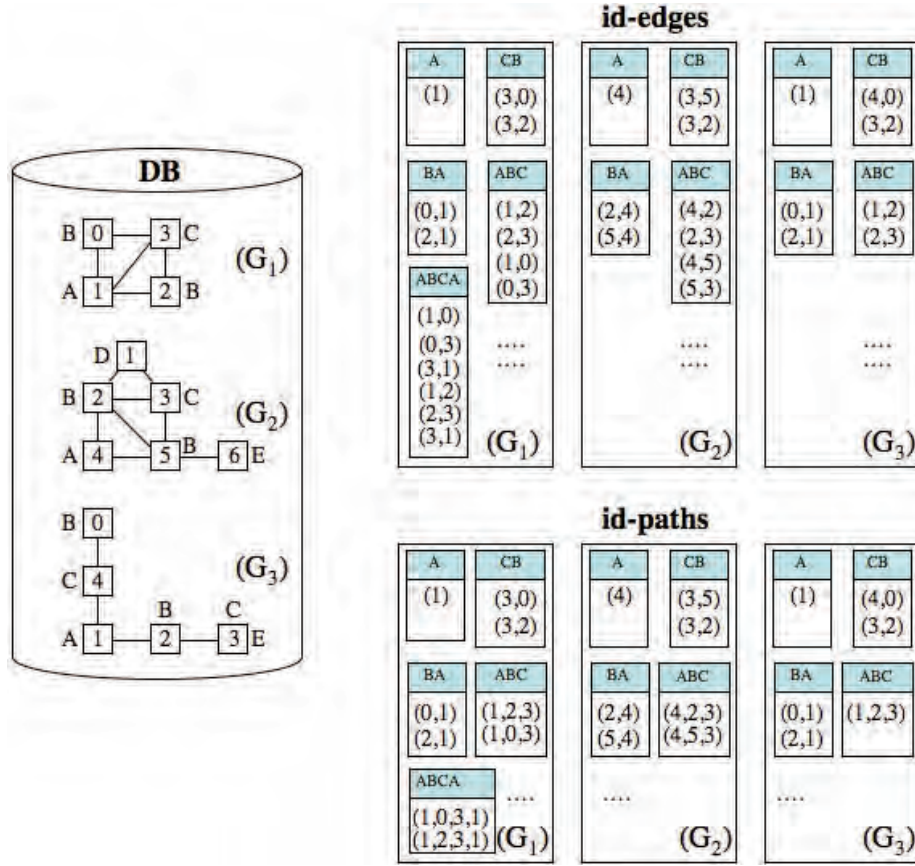 id-edges
A CB A CB A CB
(1) (3,0) (4) (3,5) (1) (4,0)
(3,2) (3,2) (3,2)
DB
BA ABC BA ABC BA ABC
(0,1) (1,2) (2,4) (4,2) (0,1) (1,2)
(2,1) (2,3) (5,4) (2,3) (2,1) (2,3)
(1,0) (4,5)
(0,3) (5,3)
B 0 3 C (G1)
A 1 2 B
ABCA
(1,0)
(0,3) .... .... ....
(3,1) .... .... ....
(1,2)
(2,3)
(3,1) (G1) (G2) (G3)
D 1
B 2 3 C (G2)
A 4 5 B 6 E
id-paths
B 0
C 4 (G3)
B C
A 1 2 3 E
A CB A CB A CB
(1) (3,0) (4) (3,5) (1) (4,0)
(3,2) (3,2) (3,2)
BA ABC BA ABC BA ABC
(0,1) (1,2,3) (2,4) (4,2,3) (0,1) (1,2,3)
(2,1) (1,0,3) (5,4) (4,5,3) (2,1)
ABCA .... .... ....
(1,0,3,1)
(1,2,3,1) (G1) (G2) (G3)